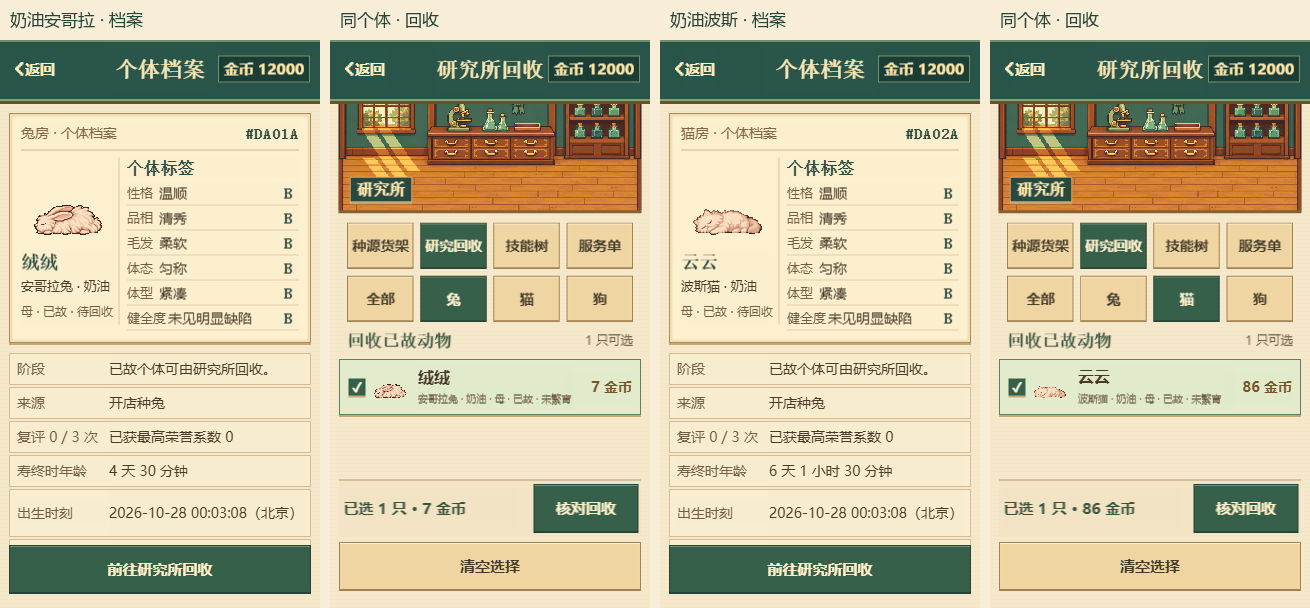 奶油安哥拉 · 档案
返回
个体档案
金币 12000
兔房 · 个体档案
#DA01A
个体标签
性格 温顺 B
品相 清秀 B
毛发 柔软 B
体态 匀称 B
体型 紧凑 B
健全度 未见明显缺陷 B
绒绒
安哥拉兔 · 奶油
母 · 已故 · 待回收
阶段 已故个体可由研究所回收。
来源 开店种兔
复评 0 / 3 次 已获最高荣誉系数 0
寿终时年龄 4 天 30 分钟
出生时刻 2026-10-28 00:03:08（北京）
前往研究所回收
同个体 · 回收
返回
研究所回收
金币 12000
研究所
种源货架
研究回收
技能树
服务单
全部
兔
猫
狗
回收已故动物
1 只可选
绒绒
安哥拉兔 · 奶油 · 母 · 已故 · 未繁育
7 金币
已选 1 只 • 7 金币
核对回收
清空选择
奶油波斯 · 档案
返回
个体档案
金币 12000
猫房 · 个体档案
#DA02A
个体标签
性格 温顺 B
品相 清秀 B
毛发 柔软 B
体态 匀称 B
体型 紧凑 B
健全度 未见明显缺陷 B
云云
波斯猫 · 奶油
母 · 已故 · 待回收
阶段 已故个体可由研究所回收。
来源 开店种兔
复评 0 / 3 次 已获最高荣誉系数 0
寿终时年龄 6 天 1 小时 30 分钟
出生时刻 2026-10-28 00:03:08（北京）
前往研究所回收
同个体 · 回收
返回
研究所回收
金币 12000
研究所
种源货架
研究回收
技能树
服务单
全部
兔
猫
狗
回收已故动物
1 只可选
云云
波斯猫 · 奶油 · 母 · 已故 · 未繁育
86 金币
已选 1 只 • 86 金币
核对回收
清空选择